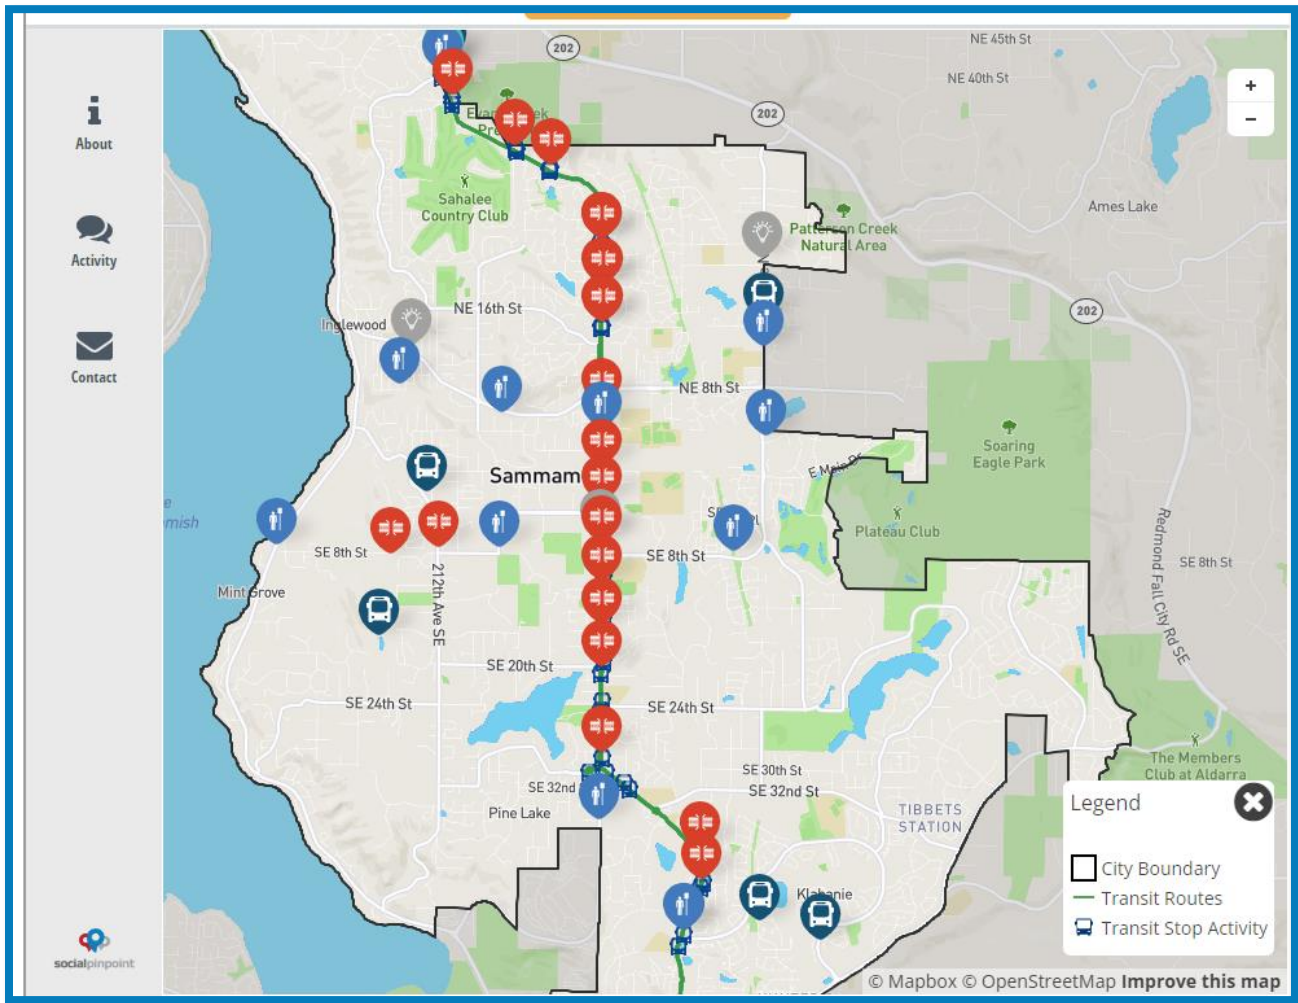 NE 45th St
202
NE 40th St
+
−
202
About
Sahalee
Country Club
Ames Lake
Patterson Creek
Natural Area
Activity
NE 16th St
202
Inglewood
Contact
NE 8th St
Soaring
Eagle Park
E Main Dr
Sammam
Plateau Club
SE 8th St
SE 8th St
SE 8th St
Mint Grove
212th Ave SE
Redmond Fall City Rd SE
SE 20th St
SE 24th St
SE 24th St
The Members
Club at Aldarra
SE 30th St
SE 32nd
SE 32nd St
Pine Lake
TIBBETS
STATION
Legend
City Boundary
Klahanie
Transit Routes
Transit Stop Activity
socialpinpoint
© Mapbox © OpenStreetMap Improve this map